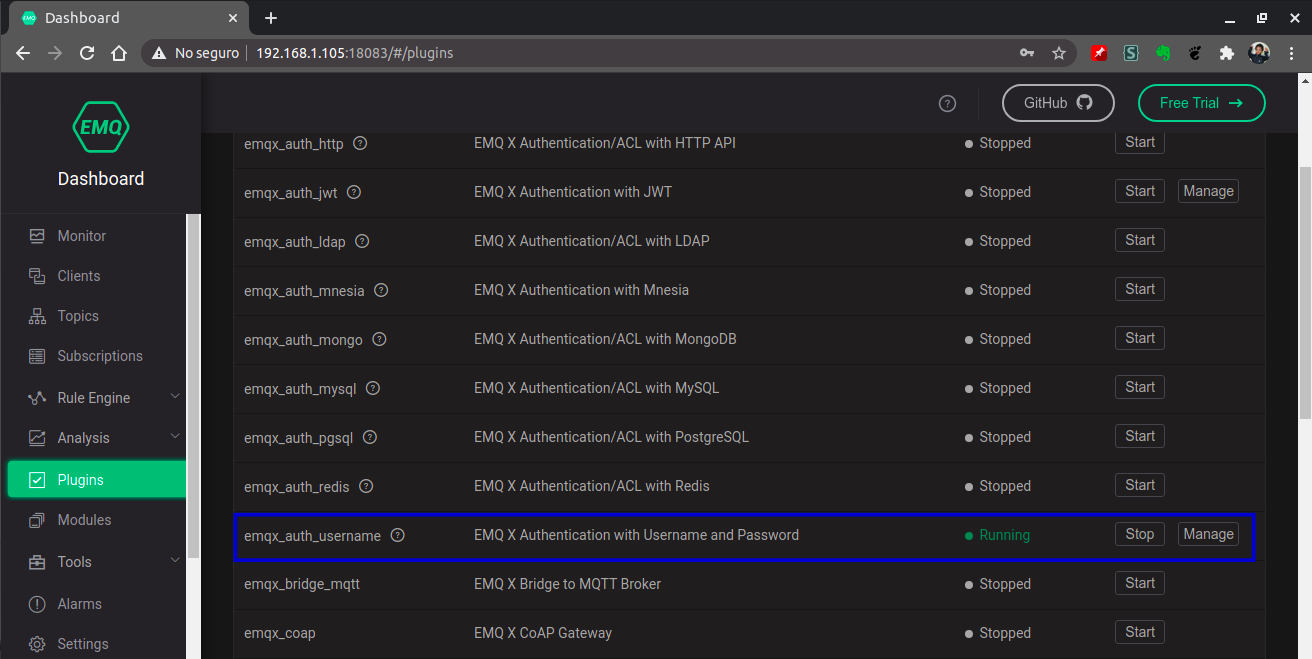 EMQ Dashboard
No seguro 192.168.1.105:18083/#/plugins
S
EMQ
Dashboard
GitHub
Free Trial →
Monitor
Clients
Topics
Subscriptions
Rule Engine
Analysis
Plugins
Modules
Tools
Alarms
Settings
emqx_auth_http EMQ X Authentication/ACL with HTTP API Stopped Start
emqx_auth_jwt EMQ X Authentication with JWT Stopped Start Manage
emqx_auth_ldap EMQ X Authentication/ACL with LDAP Stopped Start
emqx_auth_mnesia EMQ X Authentication with Mnesia Stopped Start
emqx_auth_mongo EMQ X Authentication/ACL with MongoDB Stopped Start
emqx_auth_mysql EMQ X Authentication/ACL with MySQL Stopped Start
emqx_auth_pgsql EMQ X Authentication/ACL with PostgreSQL Stopped Start
emqx_auth_redis EMQ X Authentication/ACL with Redis Stopped Start
emqx_auth_username EMQ X Authentication with Username and Password Running Stop Manage
emqx_bridge_mqtt EMQ X Bridge to MQTT Broker Stopped Start
emqx_coap EMQ X CoAP Gateway Stopped Start